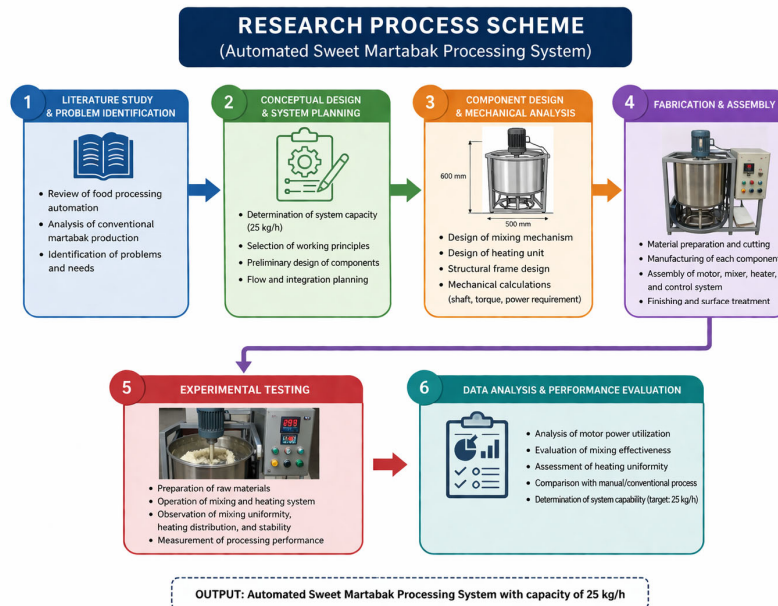 RESEARCH PROCESS SCHEME
(Automated Sweet Martabak Processing System)
1
LITERATURE STUDY
& PROBLEM IDENTIFICATION
• Review of food processing
automation
• Analysis of conventional
martabak production
• Identification of problems
and needs
2
CONCEPTUAL DESIGN
& SYSTEM PLANNING
• Determination of system capacity
(25 kg/h)
• Selection of working principles
• Preliminary design of components
• Flow and integration planning
3
COMPONENT DESIGN
& MECHANICAL ANALYSIS
600 mm
500 mm
• Design of mixing mechanism
• Design of heating unit
• Structural frame design
• Mechanical calculations
(shaft, torque, power requirement)
4
FABRICATION & ASSEMBLY
• Material preparation and cutting
• Manufacturing of each component
• Assembly of motor, mixer, heater,
and control system
• Finishing and surface treatment
5
EXPERIMENTAL TESTING
• Preparation of raw materials
• Operation of mixing and heating system
• Observation of mixing uniformity,
heating distribution, and stability
• Measurement of processing performance
6
DATA ANALYSIS & PERFORMANCE EVALUATION
• Analysis of motor power utilization
• Evaluation of mixing effectiveness
• Assessment of heating uniformity
• Comparison with manual/conventional process
• Determination of system capability (target: 25 kg/h)
OUTPUT: Automated Sweet Martabak Processing System with capacity of 25 kg/h